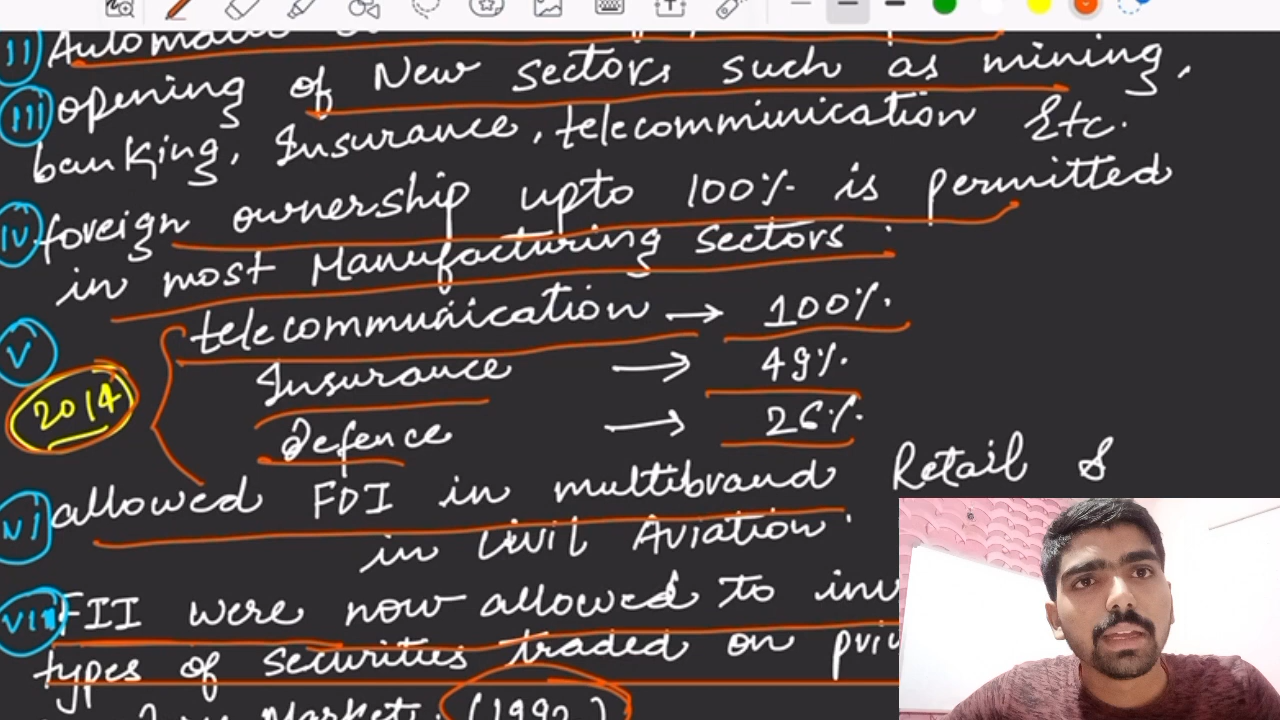 ii) Automatic
iii) opening of New sectors such as mining,
banking, Insurance, telecommunication Etc.
iv) foreign ownership upto 100% is permitted
in most Manufacturing sectors.
v) telecommunication → 100%.
2014 Insurance → 49%.
Defence → 26%.
vi) allowed FDI in multibrand Retail &
in Civil Aviation.
vii) FII were now allowed to inv
types of securities traded on pri
Market. (1992)